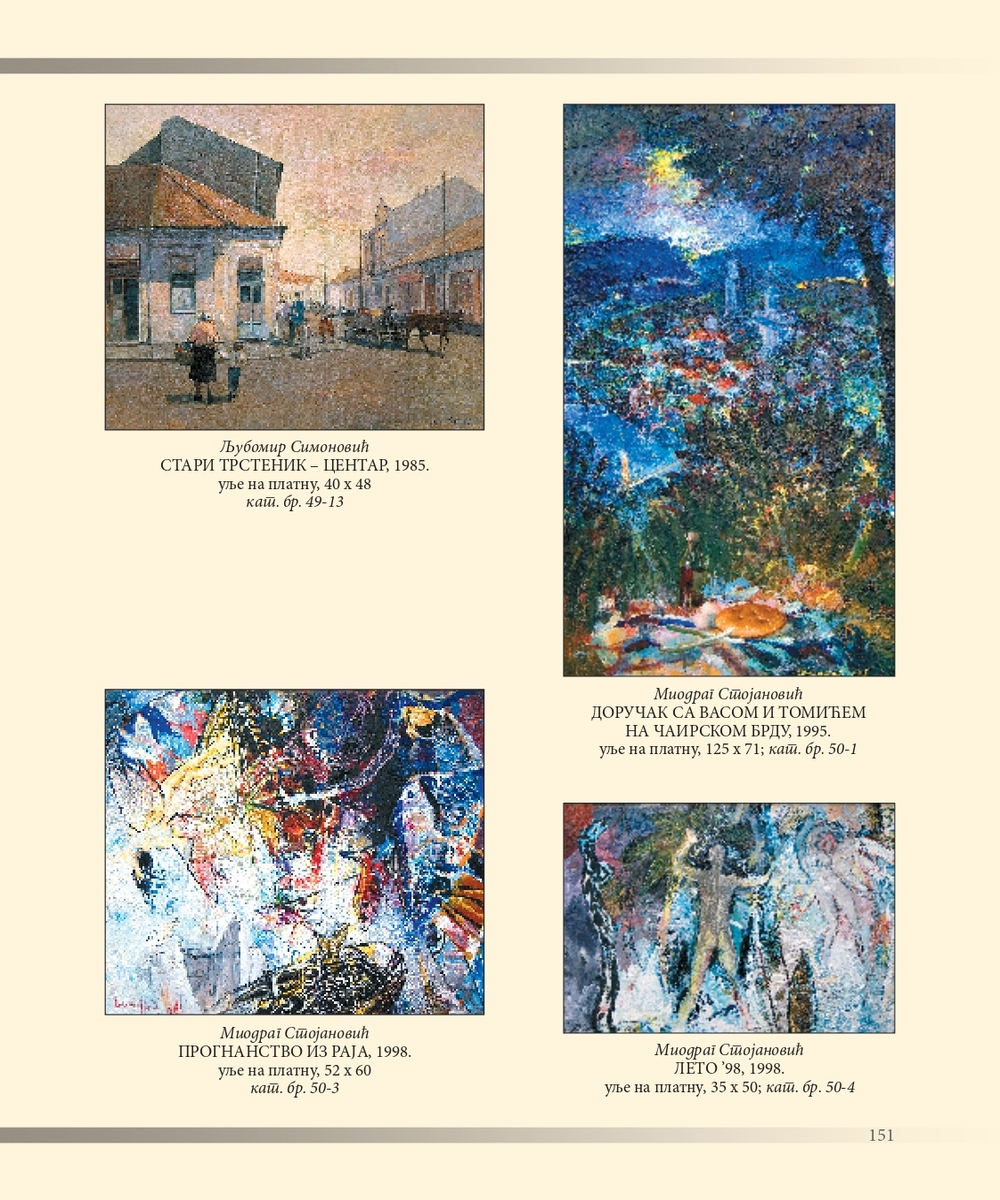 Љубомир Симоновић
СТАРИ ТРСТЕНИК – ЦЕНТАР, 1985.
уље на платну, 40 x 48
кат. бр. 49-13
Миодраг Стојановић
ДОРУЧАК СА ВАСОМ И ТОМИЋЕМ
НА ЧАИРСКОМ БРДУ, 1995.
уље на платну, 125 x 71; кат. бр. 50-1
Миодраг Стојановић
ПРОГНАНСТВО ИЗ РАЈА, 1998.
уље на платну, 52 x 60
кат. бр. 50-3
Миодраг Стојановић
ЛЕТО ’98, 1998.
уље на платну, 35 x 50; кат. бр. 50-4
151